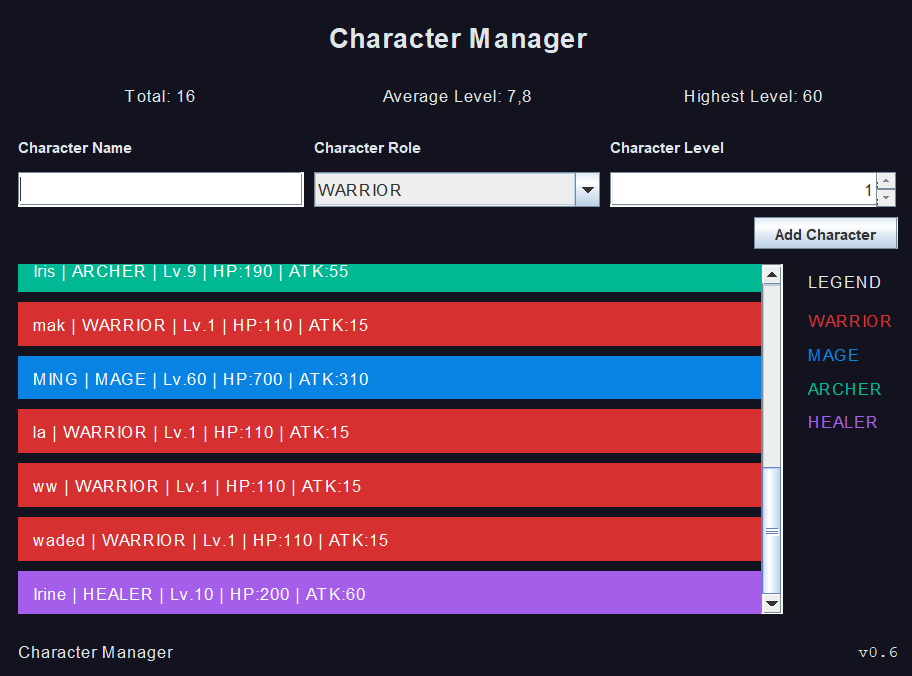 Character Manager
Total: 16 Average Level: 7,8 Highest Level: 60
Character Name Character Role Character Level
WARRIOR 1
Add Character
Iris | ARCHER | Lv.9 | HP:190 | ATK:55
mak | WARRIOR | Lv.1 | HP:110 | ATK:15
MING | MAGE | Lv.60 | HP:700 | ATK:310
la | WARRIOR | Lv.1 | HP:110 | ATK:15
ww | WARRIOR | Lv.1 | HP:110 | ATK:15
waded | WARRIOR | Lv.1 | HP:110 | ATK:15
Irine | HEALER | Lv.10 | HP:200 | ATK:60
LEGEND
WARRIOR
MAGE
ARCHER
HEALER
Character Manager v0.6